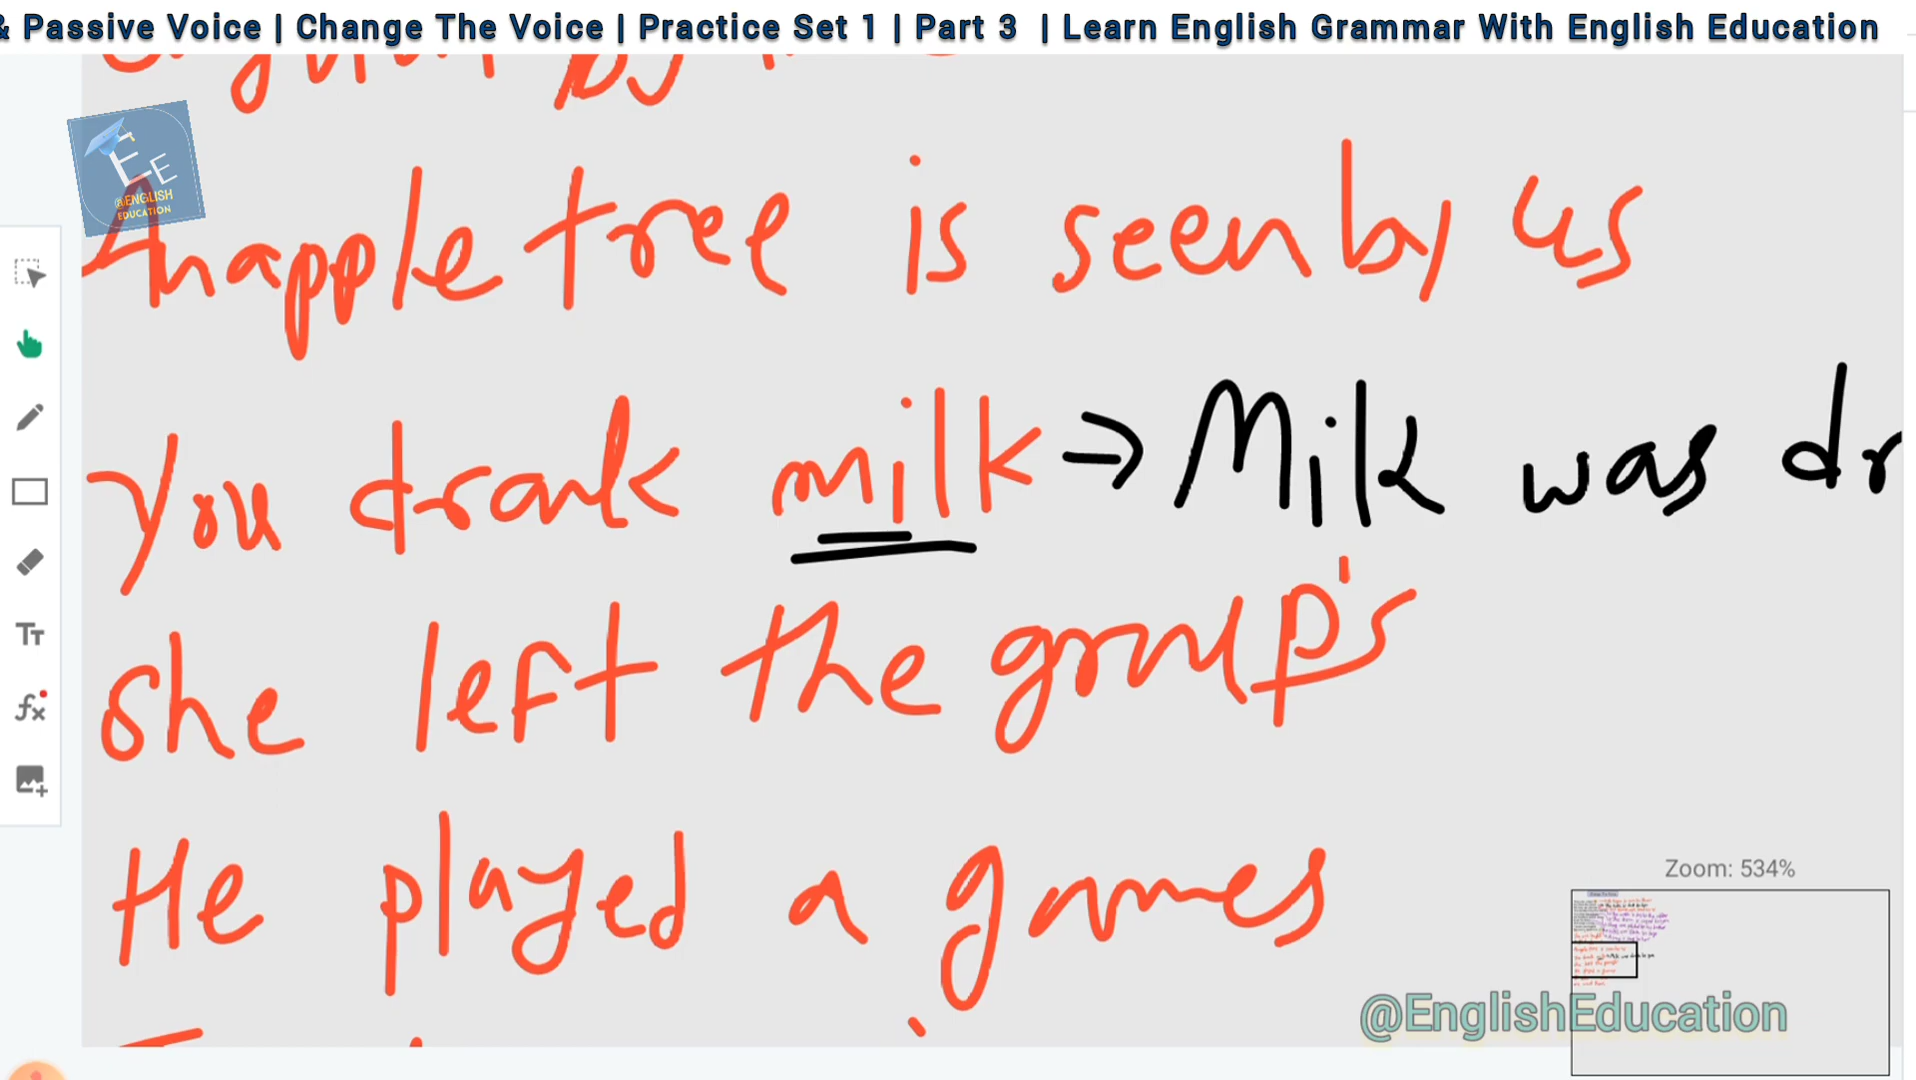 & Passive Voice | Change The Voice | Practice Set 1 | Part 3 | Learn English Grammar With English Education
E E
@ENGLISH
EDUCATION
An apple tree is seen by us
You drank milk ⇒ Milk was dr
She left the group's
He played a games
Tт
fx
Zoom: 534%
@EnglishEducation